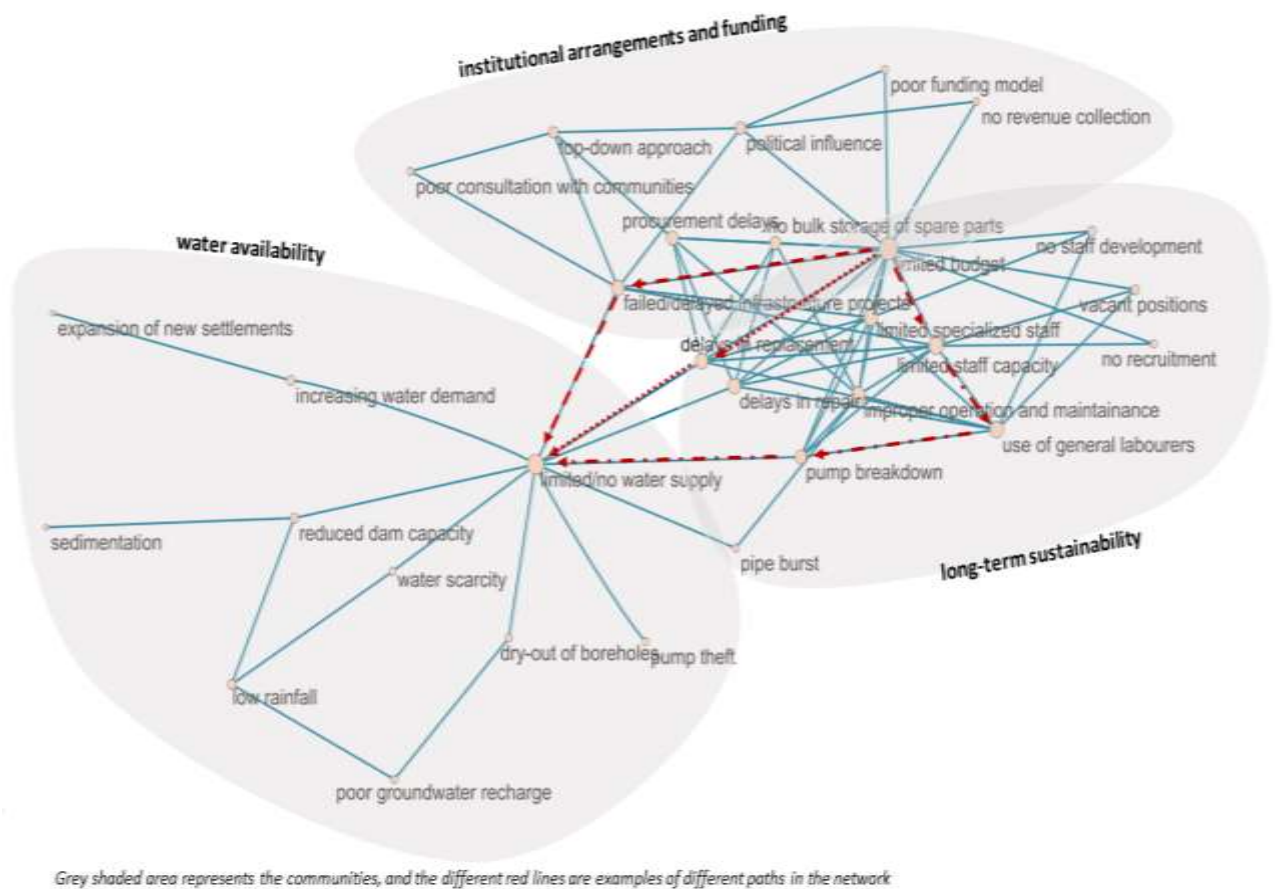 institutional arrangements and funding
poor funding model
no revenue collection
top-down approach
political influence
poor consultation with communities
procurement delays
no bulk storage of spare parts
no staff development
limited budget
water availability
failed/delayed infrastructure projects
vacant positions
expansion of new settlements
limited specialized staff
delays in replacement
limited staff capacity
no recruitment
increasing water demand
delays in repair
improper operation and maintainance
use of general labourers
limited/no water supply
pump breakdown
sedimentation
reduced dam capacity
pipe burst
long-term sustainability
water scarcity
dry-out of boreholes
pump theft
low rainfall
poor groundwater recharge
Grey shaded area represents the communities, and the different red lines are examples of different paths in the network